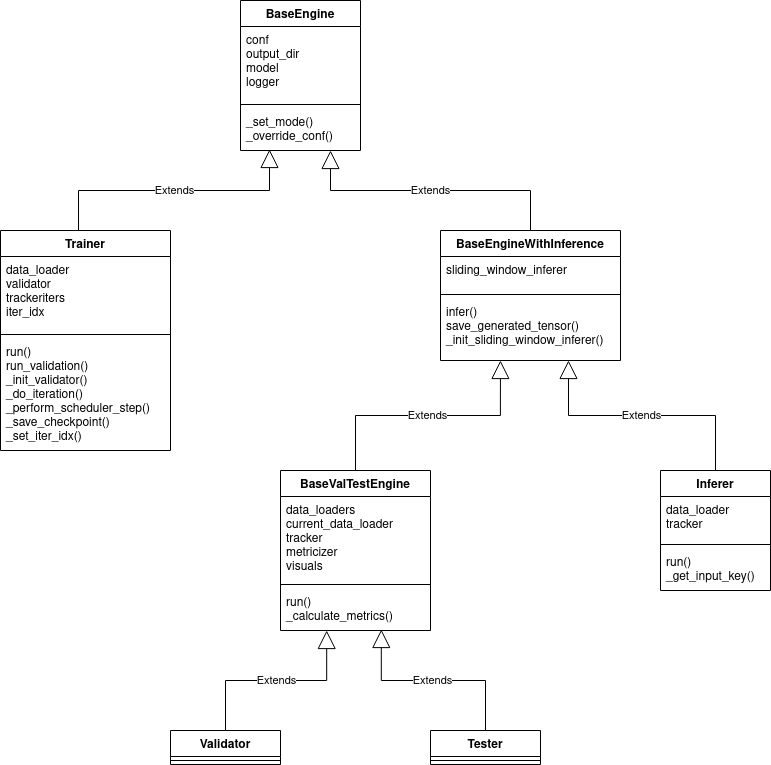 BaseEngine
conf
output_dir
model
logger
_set_mode()
_override_conf()
Extends
Extends
Trainer
data_loader
validator
trackeriters
iter_idx
run()
run_validation()
_init_validator()
_do_iteration()
_perform_scheduler_step()
_save_checkpoint()
_set_iter_idx()
BaseEngineWithInference
sliding_window_inferer
infer()
save_generated_tensor()
_init_sliding_window_inferer()
Extends
Extends
BaseValTestEngine
data_loaders
current_data_loader
tracker
metricizer
visuals
run()
_calculate_metrics()
Inferer
data_loader
tracker
run()
_get_input_key()
Extends
Extends
Validator
Tester